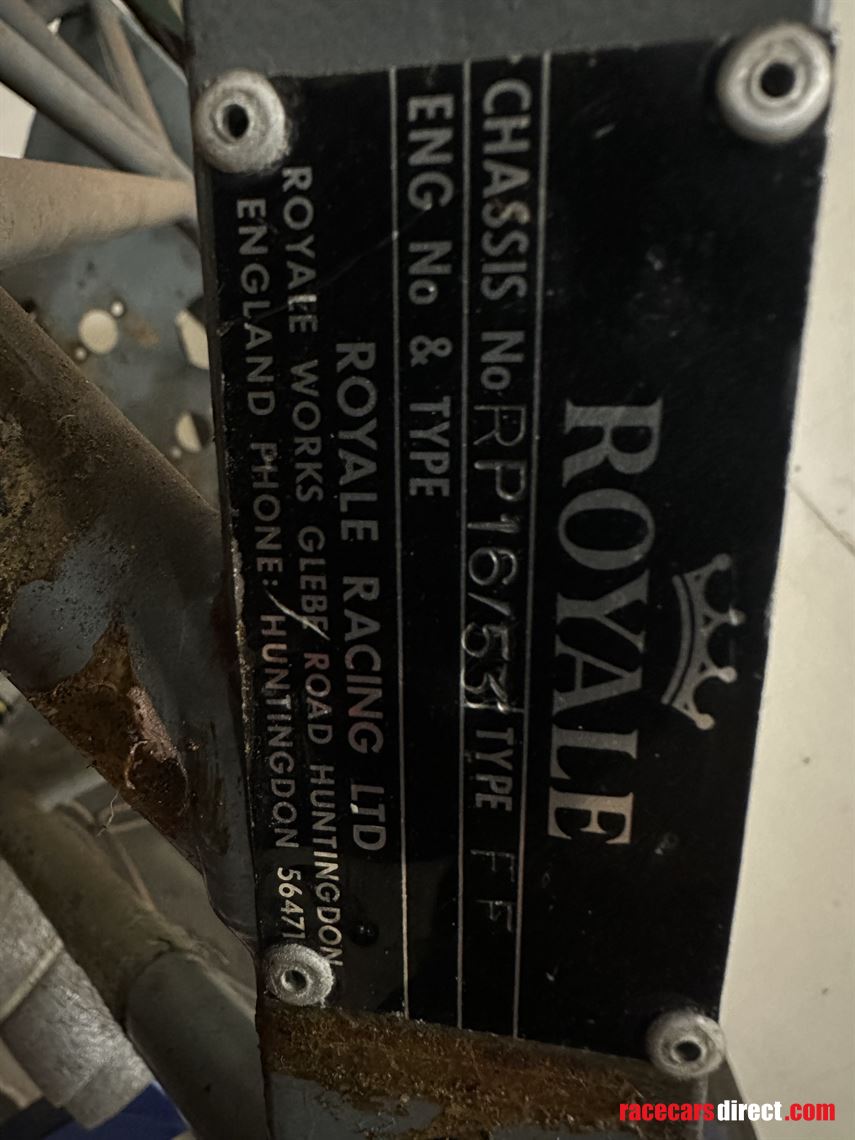 ROYALE
CHASSIS No RP16/53 TYPE FF
ENG No & TYPE
ROYALE RACING LTD
ROYALE WORKS GLEBE ROAD HUNTINGDON
ENGLAND PHONE: HUNTINGDON 56471
racecarsdirect.com